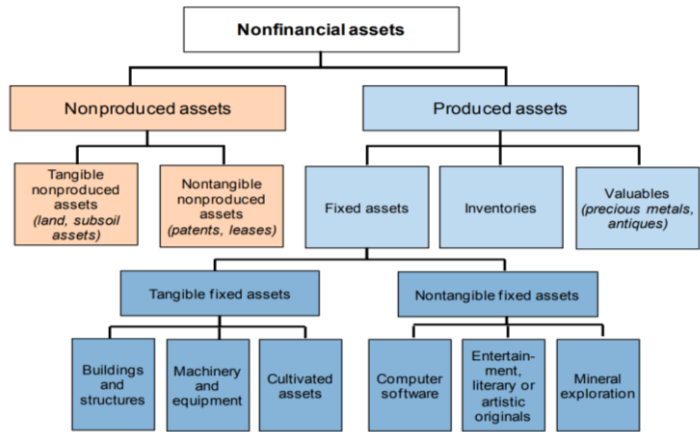 Nonfinancial assets
Nonproduced assets
Produced assets
Tangible
nonproduced
assets
(land, subsoil
assets)
Nontangible
nonproduced
assets
(patents, leases)
Fixed assets
Inventories
Valuables
(precious metals,
antiques)
Tangible fixed assets
Nontangible fixed assets
Buildings
and
structures
Machinery
and
equipment
Cultivated
assets
Computer
software
Entertain-
ment,
literary or
artistic
originals
Mineral
exploration